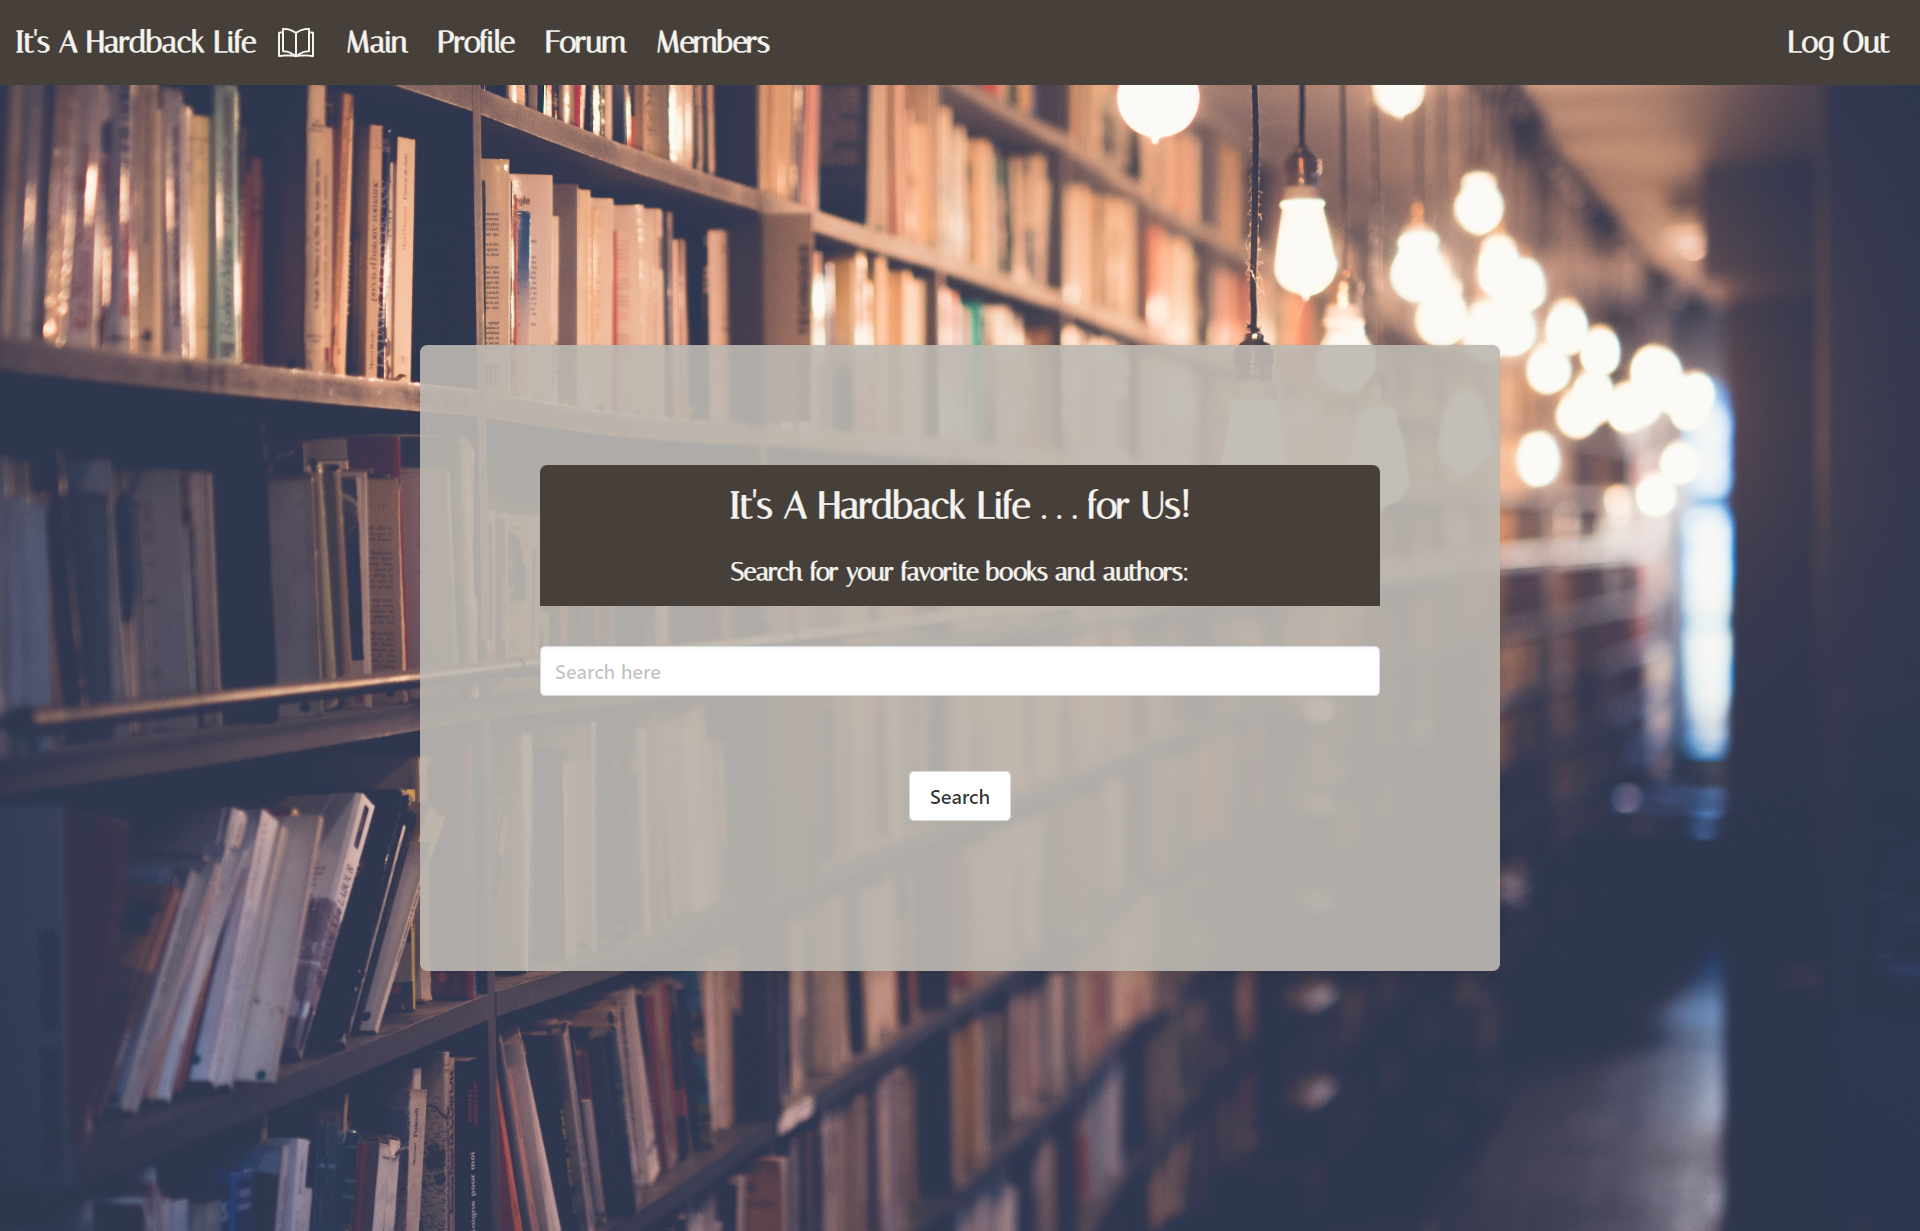 It's A Hardback Life Main Profile Forum Members Log Out
It's A Hardback Life . . . for Us!
Search for your favorite books and authors:
Search here
Search